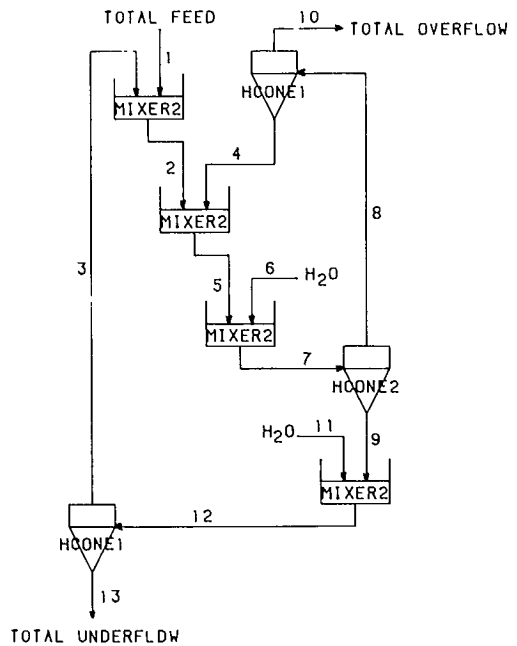 10
TOTAL FEED
TOTAL OVERFLOW
1
HCONE1
MIXER2
2
4
8
MIXER2
3
5
6
H2O
MIXER2
7
HCONE2
H2O
11
9
MIXER2
12
HCONE1
13
TOTAL UNDERFLOW